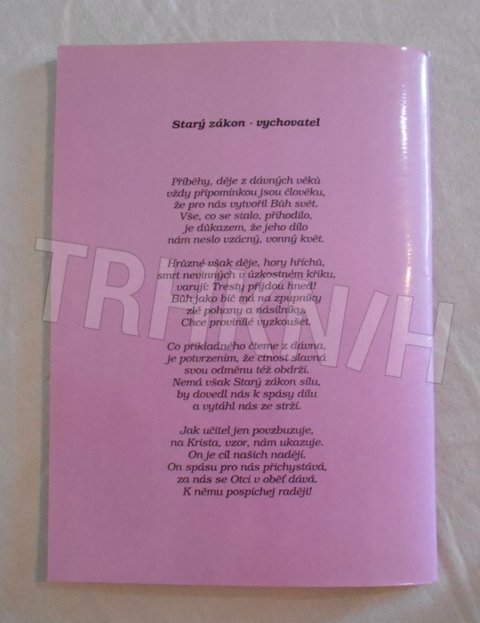 Starý zákon - vychovatel
Příběhy, děje z dávných věků
vždy připomínkou jsou člověku,
že pro nás vytvořil Bůh svět.
Vše, co se stalo, přihodilo,
je důkazem, že jeho dílo
nám neslo vzácný, vonný květ.
Hrůzné však děje, hory hříchů,
smrt nevinných v úzkostném křiku,
varují: Tresty přijdou hned!
Bůh jako bič má na zpupníky
zlé pohany a násilníky.
Chce provinilé vyzkoušet.
Co příkladného čteme z dávna,
je potvrzením, že ctnost slavná
svou odměnu též obdrží.
Nemá však Starý zákon sílu,
by dovedl nás k spásy dílu
a vytáhl nás ze strží.
Jak učitel jen povzbuzuje,
na Krista, vzor, nám ukazuje.
On je cíl našich nadějí.
On spásu pro nás přichystává,
za nás se Otci v oběť dává.
K němu pospíchej raději!